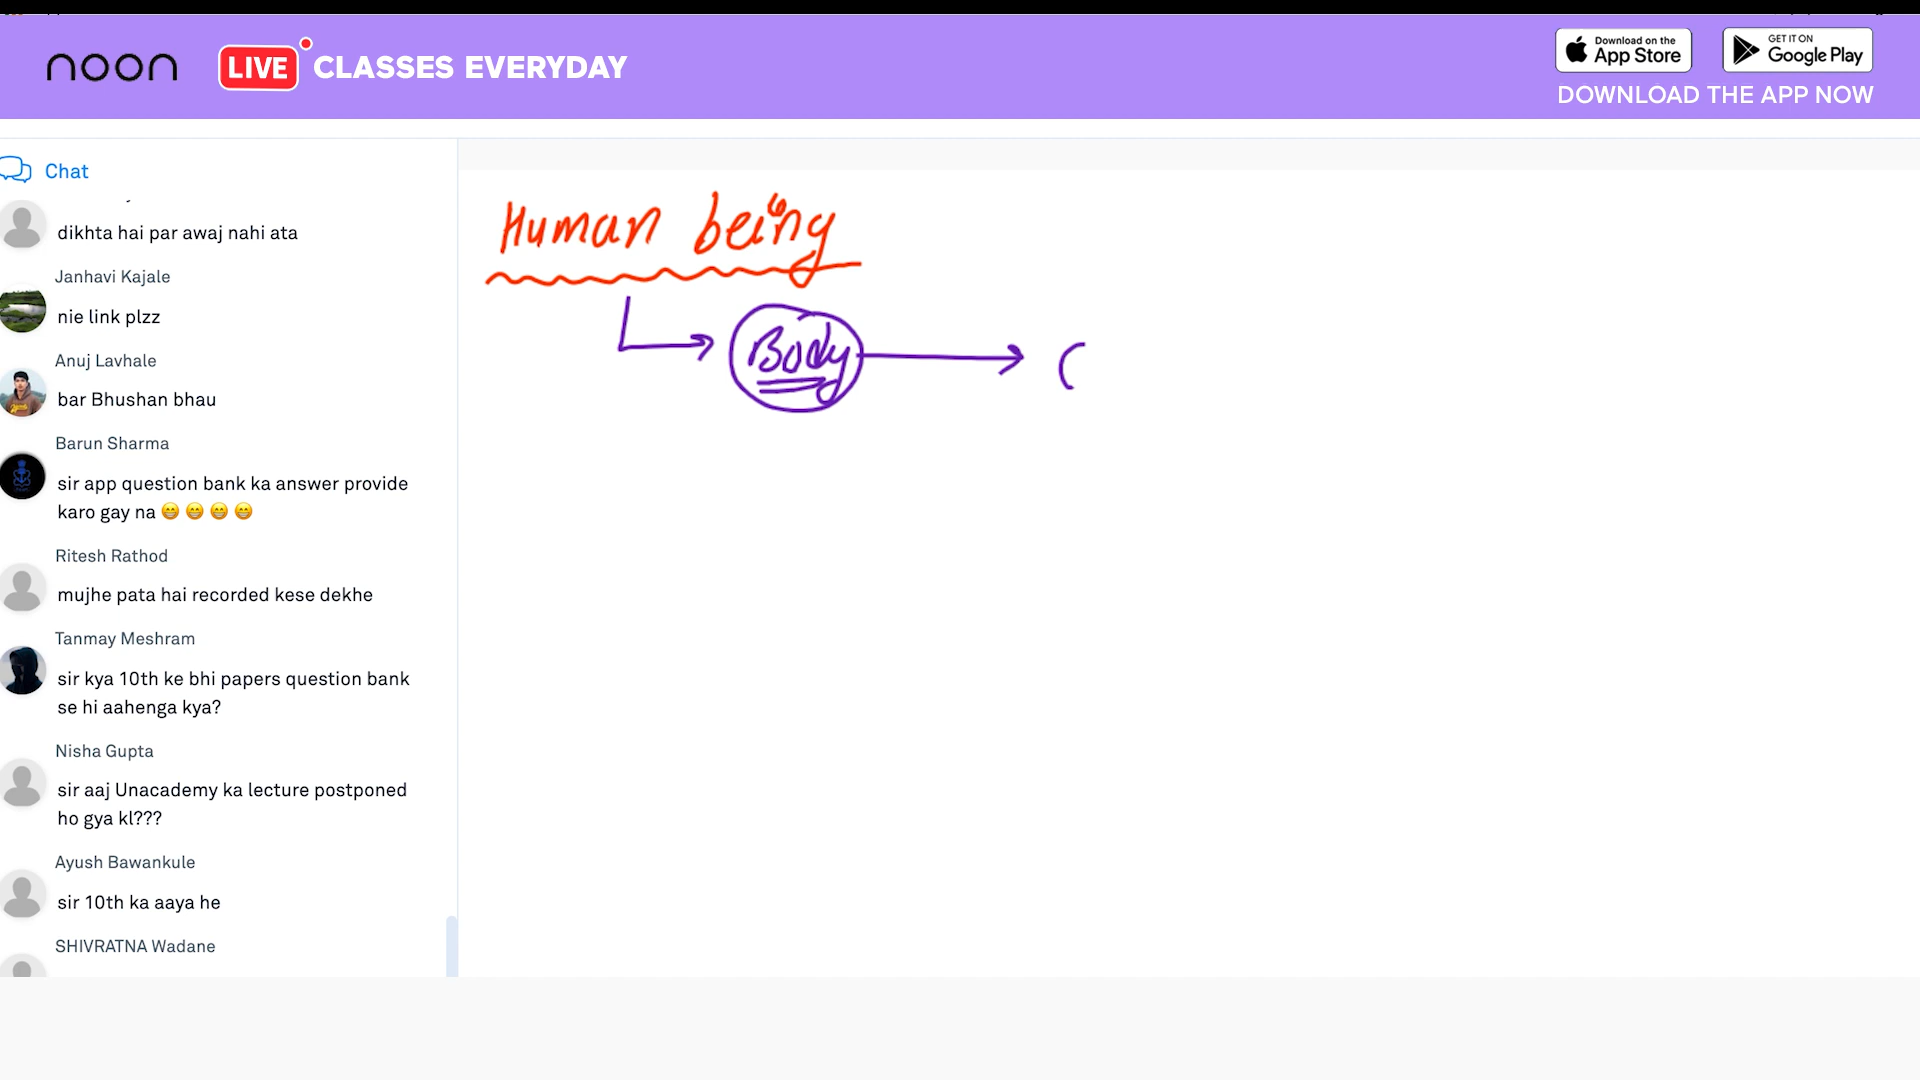 noon LIVE CLASSES EVERYDAY
Download on the App Store
GET IT ON Google Play
DOWNLOAD THE APP NOW
Chat
dikhta hai par awaj nahi ata
Janhavi Kajale
nie link plzz
Anuj Lavhale
bar Bhushan bhau
Barun Sharma
sir app question bank ka answer provide
karo gay na 😁 😁 😁 😁
Ritesh Rathod
mujhe pata hai recorded kese dekhe
Tanmay Meshram
sir kya 10th ke bhi papers question bank
se hi aahenga kya?
Nisha Gupta
sir aaj Unacademy ka lecture postponed
ho gya kl???
Ayush Bawankule
sir 10th ka aaya he
SHIVRATNA Wadane
Human being
Body